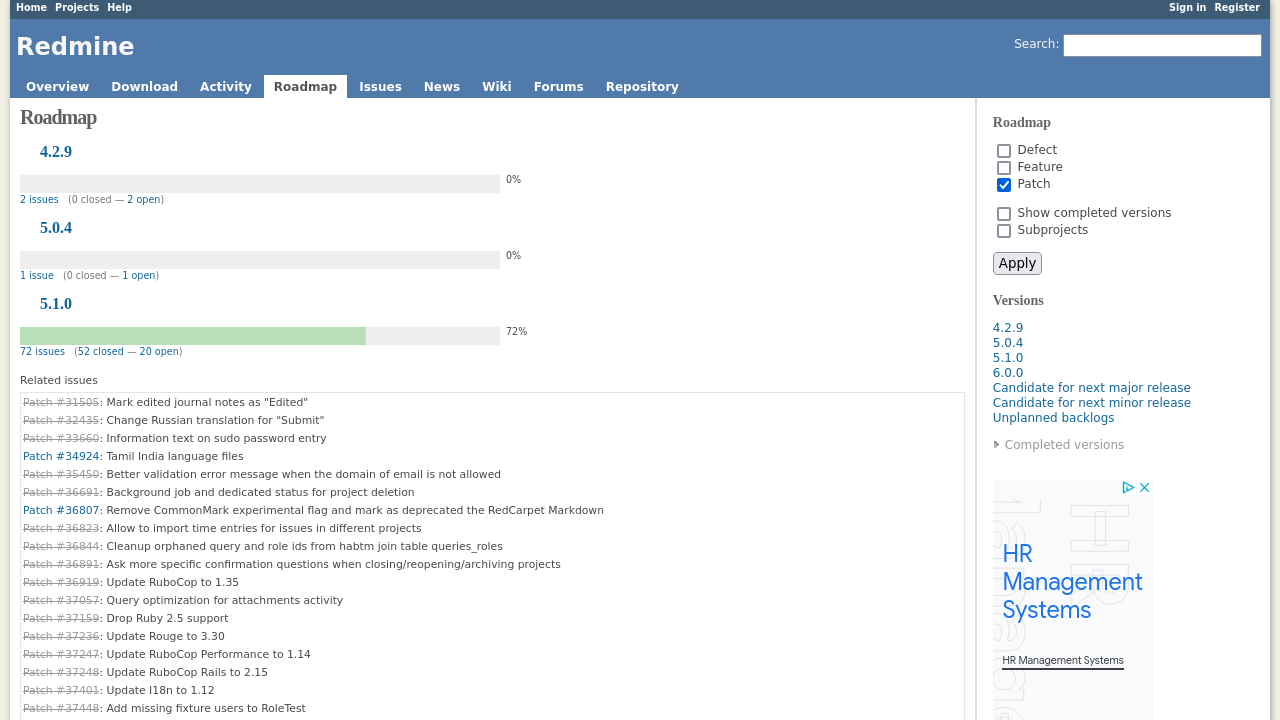 Home Projects Help Sign in Register
Redmine
Search:
Overview Download Activity Roadmap Issues News Wiki Forums Repository
Roadmap
4.2.9
0%
2 issues (0 closed — 2 open)
5.0.4
0%
1 issue (0 closed — 1 open)
5.1.0
72%
72 issues (52 closed — 20 open)
Related issues
Patch #31505: Mark edited journal notes as "Edited"
Patch #32435: Change Russian translation for "Submit"
Patch #33660: Information text on sudo password entry
Patch #34924: Tamil India language files
Patch #35450: Better validation error message when the domain of email is not allowed
Patch #36691: Background job and dedicated status for project deletion
Patch #36807: Remove CommonMark experimental flag and mark as deprecated the RedCarpet Markdown
Patch #36823: Allow to import time entries for issues in different projects
Patch #36844: Cleanup orphaned query and role ids from habtm join table queries_roles
Patch #36891: Ask more specific confirmation questions when closing/reopening/archiving projects
Patch #36919: Update RuboCop to 1.35
Patch #37057: Query optimization for attachments activity
Patch #37159: Drop Ruby 2.5 support
Patch #37236: Update Rouge to 3.30
Patch #37247: Update RuboCop Performance to 1.14
Patch #37248: Update RuboCop Rails to 2.15
Patch #37401: Update I18n to 1.12
Patch #37448: Add missing fixture users to RoleTest
Roadmap
Defect
Feature
Patch
Show completed versions
Subprojects
Apply
Versions
4.2.9
5.0.4
5.1.0
6.0.0
Candidate for next major release
Candidate for next minor release
Unplanned backlogs
Completed versions
HR
Management
Systems
HR Management Systems